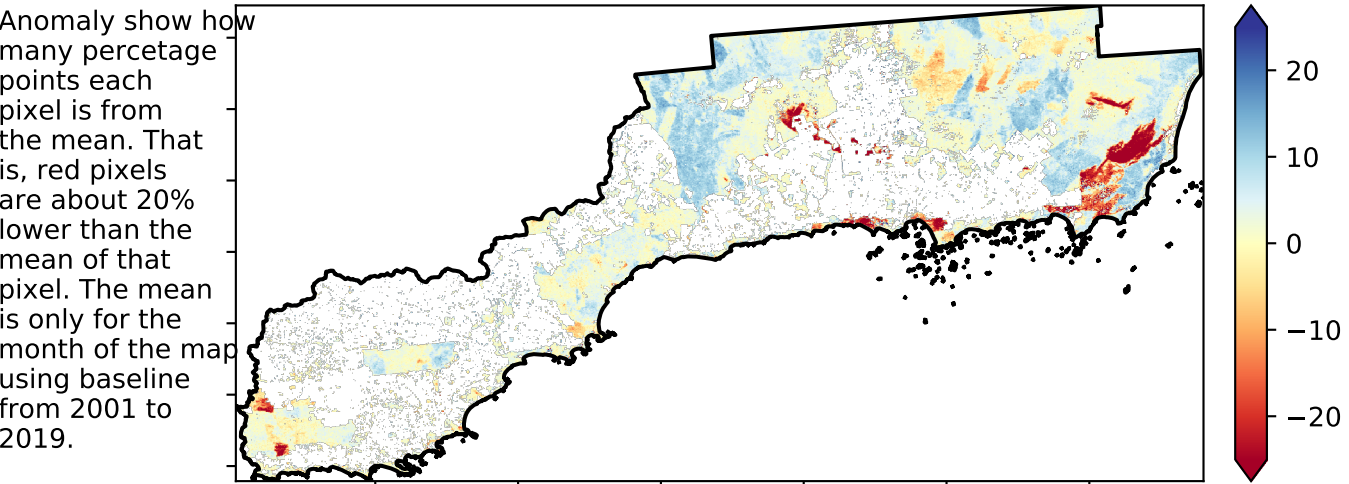 Anomaly show how
many percetage
points each
pixel is from
the mean. That
is, red pixels
are about 20%
lower than the
mean of that
pixel. The mean
is only for the
month of the map
using baseline
from 2001 to
2019.
20
10
0
−10
−20